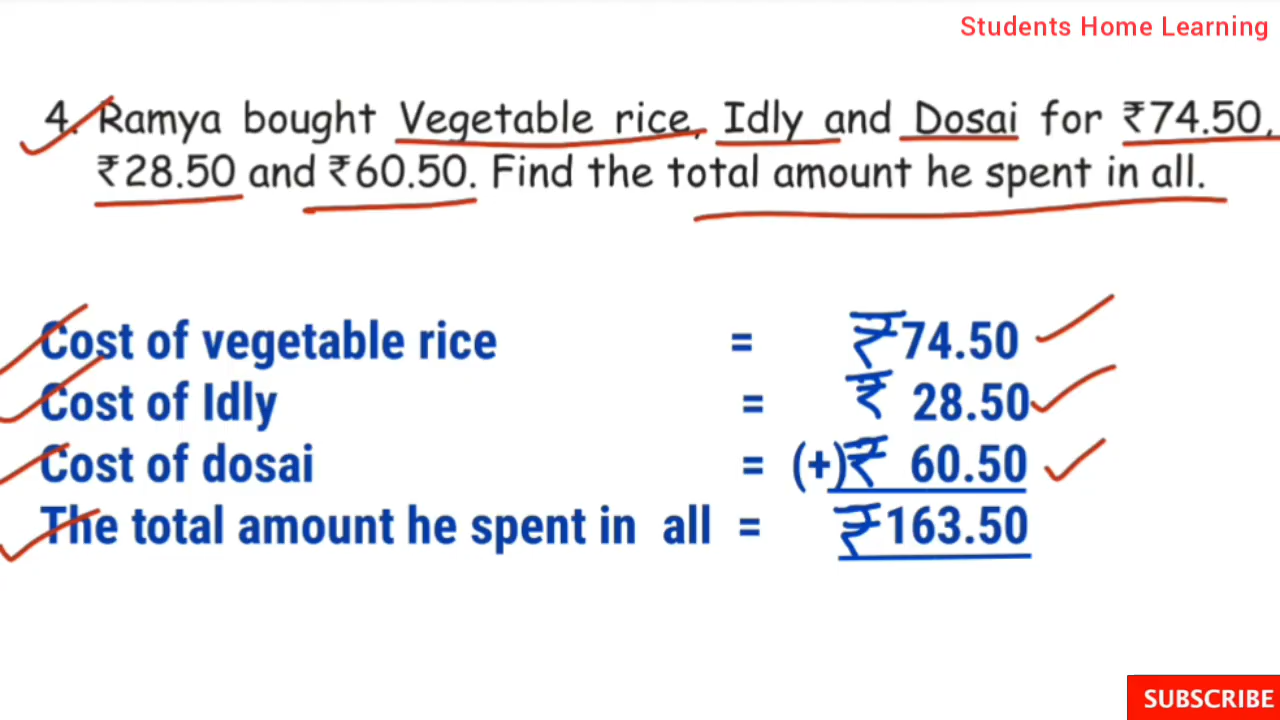 Students Home Learning
4. Ramya bought Vegetable rice, Idly and Dosai for ₹74.50,
₹28.50 and ₹60.50. Find the total amount he spent in all.
Cost of vegetable rice = ₹74.50
Cost of Idly = ₹ 28.50
Cost of dosai = (+)₹ 60.50
The total amount he spent in all = ₹163.50
SUBSCRIBE